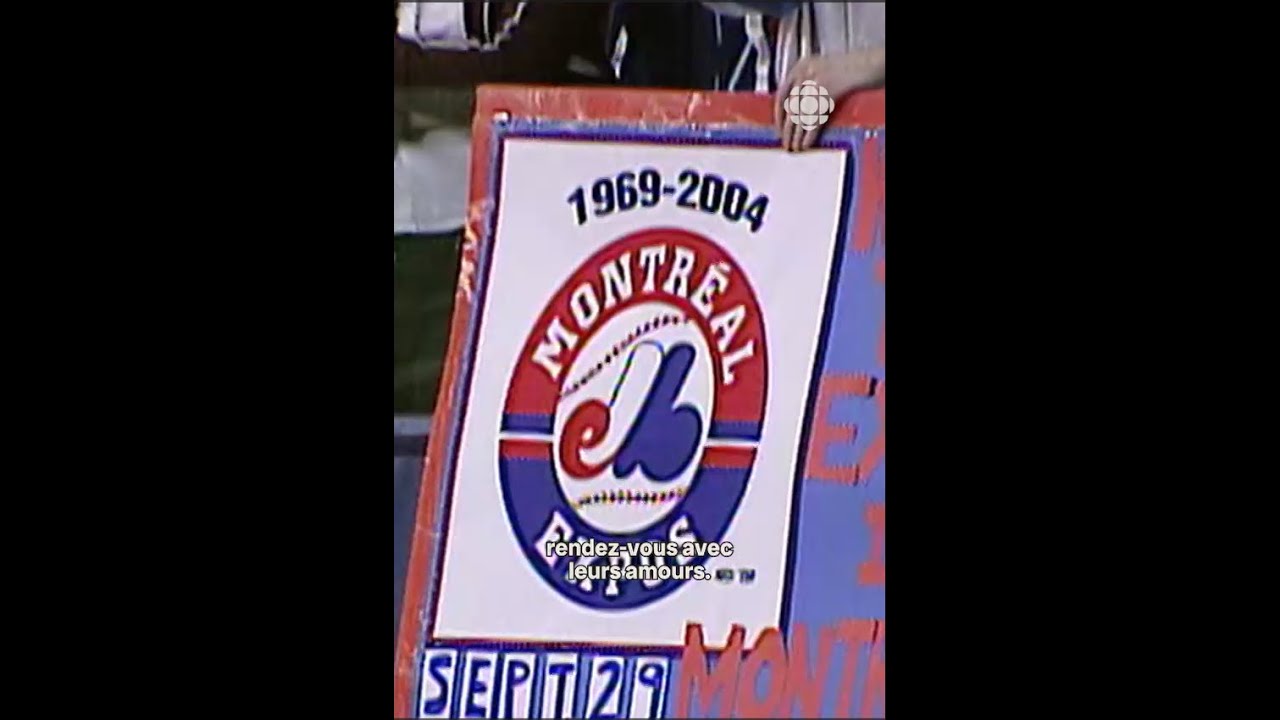 1969-2004
MONTRÉAL
EXPOS
rendez-vous avec
leurs amours.
SEPT 29